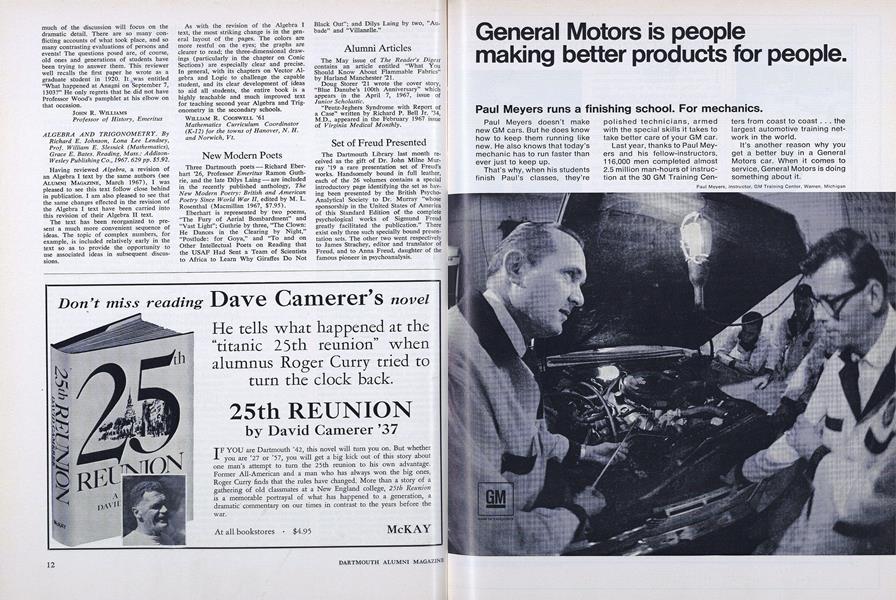 much of the discussion will focus on the
dramatic detail. There are so many con-
flicting accounts of what took place, and so
many contrasting evaluations of persons and
events! The questions posed are, of course,
old ones and generations of students have
been trying to answer them. This reviewer
well recalls the first paper he wrote as a
graduate student in 1920. It was entitled
"What happened at Anagni on September 7,
1303?" He only regrets that he did not have
Professor Wood's pamphlet at his elbow on
that occasion.
JOHN R. WILLIAMS
Professor of History, Emeritus
ALGEBRA AND TRIGONOMETRY. By
Richard E. Johnson, Lona Lee Lendsey,
Prof. William E. Slesnick (Mathematics),
Grace E. Bates. Reading, Mass.: Addison-
Wesley Publishing Co., 1967. 629 pp. $5.92.
Having reviewed Algebra, a revision of
an Algebra I text by the same authors (see
ALUMNI MAGAZINE, March 1967), I was
pleased to see this text follow close behind
in publication. I am also pleased to see that
the same changes effected in the revision of
the Algebra I text have been carried into
this revision of their Algebra II text.
The text has been reorganized to pre-
sent a much more convenient sequence of
ideas. The topic of complex numbers, for
example, is included relatively early in the
text so as to provide the opportunity to
use associated ideas in subsequent discus-
sions.
As with the revision of the Algebra I
text, the most striking change is in the gen-
eral layout of the pages. The colors are
more restful on the eyes; the graphs are
clearer to read; the three-dimensional draw-
ings (particularly in the chapter on Conic
Sections) are especially clear and precise.
In general, with its chapters on Vector Al-
gebra and Logic to challenge the capable
student, and its clear development of ideas
to aid all students, the entire book is a
highly teachable and much improved text
for teaching second year Algebra and Trig-
onometry in the secondary schools.
WILLIAM R. COGSWELL '61
Mathematics Curriculum Coordinator
(K-12) for the towns of Hanover, N. H.
and Norwich, Vt.
New Modern Poets
Three Dartmouth poets — Richard Eber-
hart '26, Professor Emeritus Ramon Guth-
rie, and the late Dilys Laing — are included
in the recently published anthology, The
New Modern Poetry: British and American
Poetry Since World War II, edited by M. L.
Rosenthal (Macmillan 1967, $7.95).
Eberhart is represented by two poems,
"The Fury of Aerial Bombardment" and
"Vast Light"; Guthrie by three, "The Clown:
He Dances in the Clearing by Night,"
"Postlude: for Goya," and "To and on
Other Intellectual Poets on Reading that
the USAF Had Sent a Team of Scientists
to Africa to Learn Why Giraffes Do Not
Black Out"; and Dilys Laing by two, "Au-
bade" and "Villanelle."
Alumni Articles
The May issue of The Reader's Digest
contains an article entitled "What You
Should Know About Flammable Fabrics"
by Harland Manchester '21.
Doug Storer '21 wrote the cover story,
"Blue Danube's 100th Anniversary" which
appears in the April 7, 1967, issue of
Junior Scholastic.
"Peutz-Jeghers Syndrome with Report of
a Case" written by Richard P. Bell Jr. '34,
M.D., appeared in the February 1967 issue
of Virginia Medical Monthly.
Set of Freud Presented
The Dartmouth Library last month re-
ceived as the gift of Dr. John Milne Mur-
ray '19 a rare presentation set of Freud's
works. Handsomely bound in full leather,
each of the 26 volumes contains a special
introductory page identifying the set as hav-
ing been presented by the British Psycho-
Analytical Society to Dr. Murray "whose
sponsorship in the United States of America
of this Standard Edition of the complete
psychological works of Sigmund Freud
greatly facilitated the publication." There
exist only three such specially bound presen-
tation sets. The other two went respectively
to James Strachey, editor and translator of
Freud, and to Anna Freud, daughter of the
famous pioneer in psychoanalysis.
Don't miss reading Dave Camerer's novel
25th REUNION
25th
REUNION
A
DAVID
McKAY
He tells what happened at the
"titanic 25th reunion" when
alumnus Roger Curry tried to
turn the clock back.
25th REUNION
by David Camerer '37
IF YOU are Dartmouth '42, this novel will turn you on. But whether
you are '27 or '57, you will get a big kick out of this story about
one man's attempt to turn the 25th reunion to his own advantage.
Former All-American and a man who has always won the big ones,
Roger Curry finds that the rules have changed. More than a story of a
gathering of old classmates at a New England college, 25th Reunion
is a memorable portrayal of what has happened to a generation, a
dramatic commentary on our times in contrast to the years before the
war.
At all bookstores · $4.95 McKAY
12 DARTMOUTH ALUMNI MAGAZINE
General Motors is people
making better products for people.
Paul Meyers runs a finishing school. For mechanics.
Paul Meyers doesn't make
new GM cars. But he does know
how to keep them running like
new. He also knows that today's
mechanic has to run faster than
ever just to keep up.
That's why, when his students
finish Paul's classes, they're
polished technicians, armed
with the special skills it takes to
take better care of your GM car.
Last year, thanks to Paul Mey-
ers and his fellow-instructors,
116,000 men completed almost
2.5 million man-hours of instruc-
tion at the 30 GM Training Cen-
ters from coast to coast . . . the
largest automotive training net-
work in the world.
It's another reason why you
get a better buy in a General
Motors car. When it comes to
service, General Motors is doing
something about it.
Paul Meyers, Instructor, GM Training Center, Warren, Michigan
GM